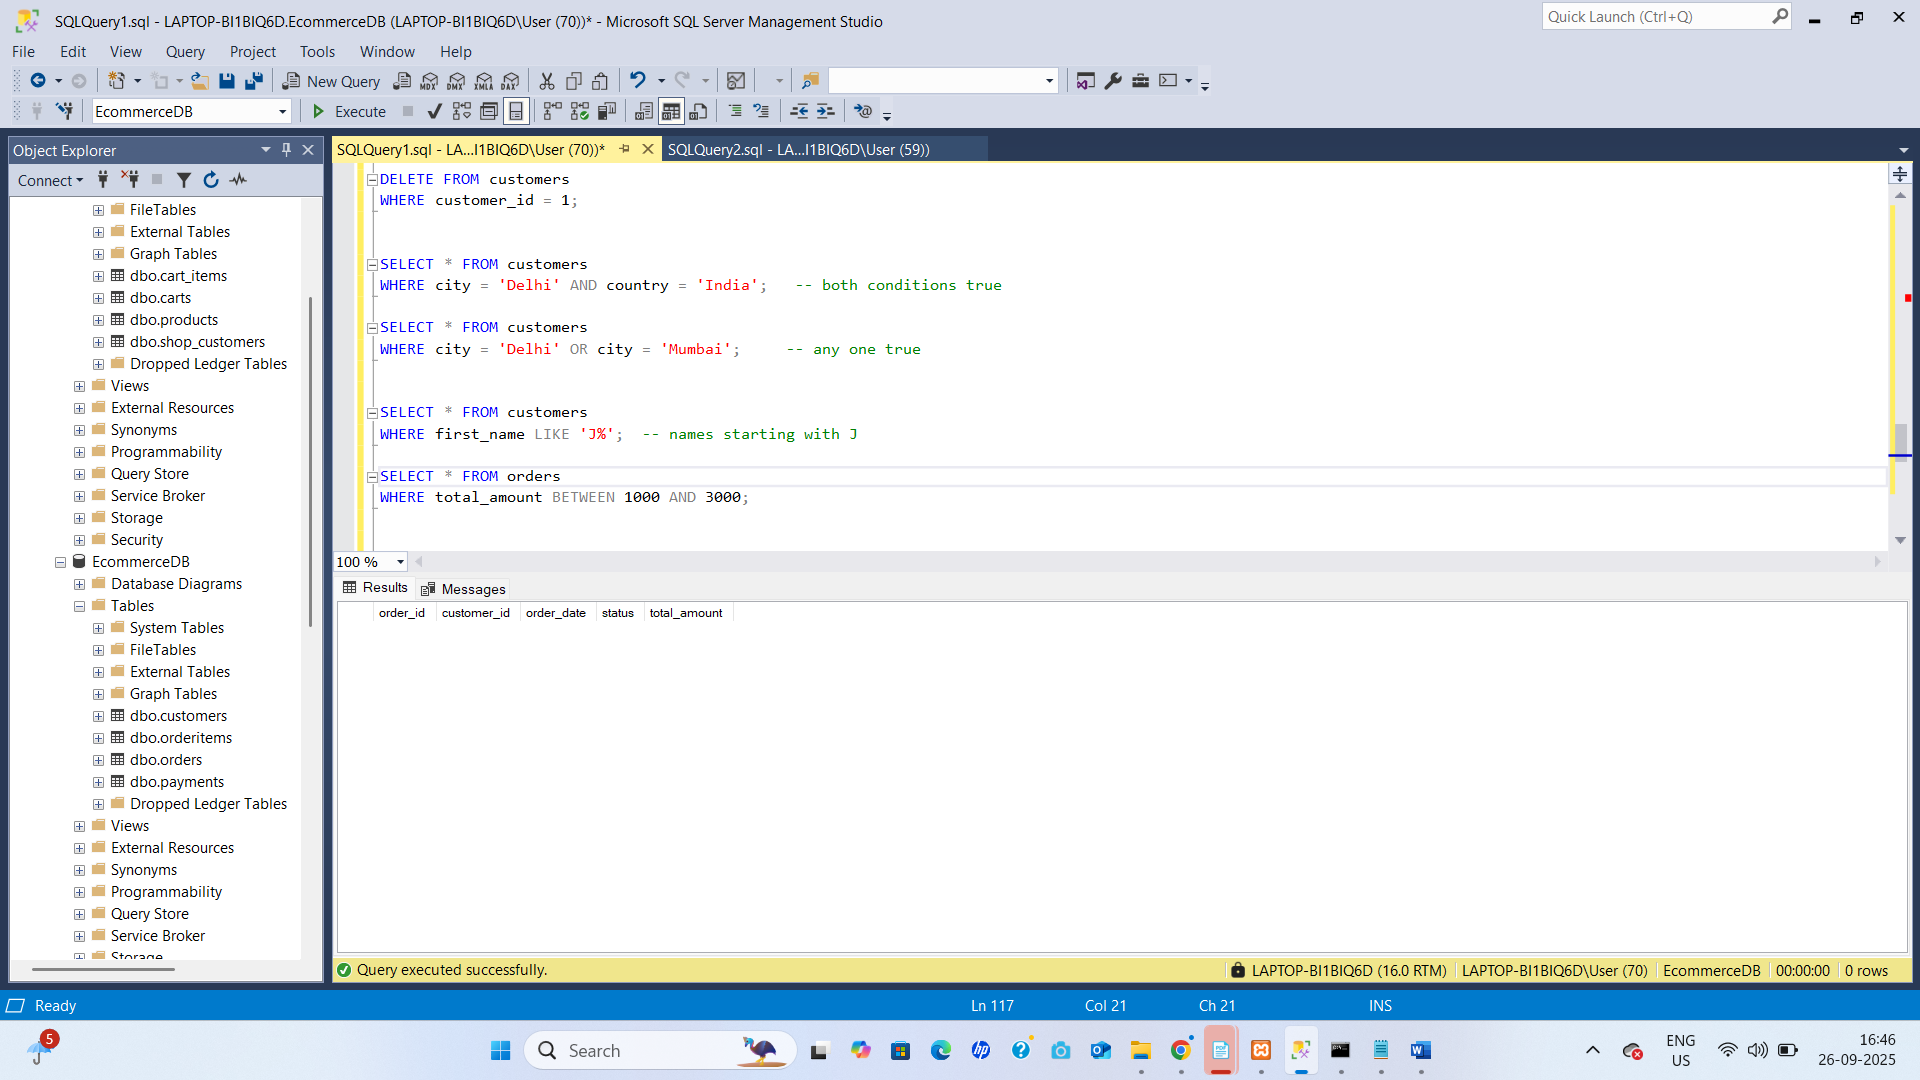 SQLQuery1.sql - LAPTOP-BI1BIQ6D.EcommerceDB (LAPTOP-BI1BIQ6D\User (70))* - Microsoft SQL Server Management Studio
Quick Launch (Ctrl+Q)
File Edit View Query Project Tools Window Help
New Query
MDX DMX XMLA DAX
EcommerceDB
Execute
Object Explorer
Connect
FileTables
External Tables
Graph Tables
dbo.cart_items
dbo.carts
dbo.products
dbo.shop_customers
Dropped Ledger Tables
Views
External Resources
Synonyms
Programmability
Query Store
Service Broker
Storage
Security
EcommerceDB
Database Diagrams
Tables
System Tables
FileTables
External Tables
Graph Tables
dbo.customers
dbo.orderitems
dbo.orders
dbo.payments
Dropped Ledger Tables
Views
External Resources
Synonyms
Programmability
Query Store
Service Broker
Storage
SQLQuery1.sql - LA...I1BIQ6D\User (70))*
SQLQuery2.sql - LA...I1BIQ6D\User (59))
DELETE FROM customers
WHERE customer_id = 1;
SELECT * FROM customers
WHERE city = 'Delhi' AND country = 'India';   -- both conditions true
SELECT * FROM customers
WHERE city = 'Delhi' OR city = 'Mumbai';     -- any one true
SELECT * FROM customers
WHERE first_name LIKE 'J%';  -- names starting with J
SELECT * FROM orders
WHERE total_amount BETWEEN 1000 AND 3000;
100 %
Results Messages
order_id customer_id order_date status total_amount
Query executed successfully.
LAPTOP-BI1BIQ6D (16.0 RTM) LAPTOP-BI1BIQ6D\User (70) EcommerceDB 00:00:00 0 rows
Ready
Ln 117 Col 21 Ch 21 INS
5
Search
hp
ENG
US
16:46
26-09-2025